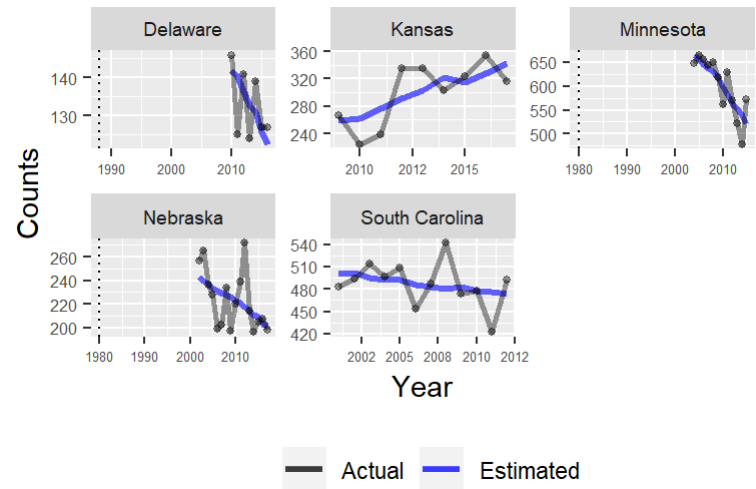 Delaware Kansas Minnesota
140
130
1990 2000 2010
360
320
280
240
2010 2012 2015
650
600
550
500
1980 1990 2000 2010
Nebraska South Carolina
260
240
220
200
1980 1990 2000 2010
540
510
480
450
420
2002 2005 2008 2010 2012
Counts
Year
Actual Estimated